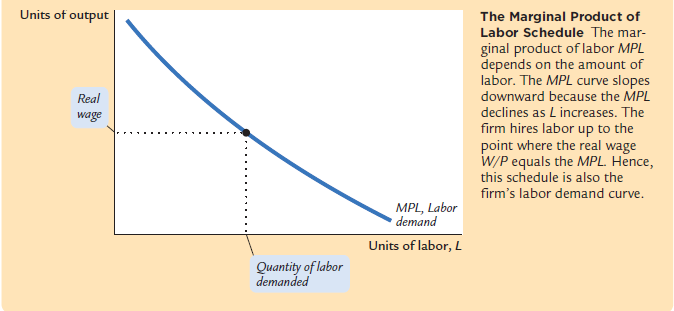 Units of output
Real
wage
MPL, Labor
demand
Units of labor, L
Quantity of labor
demanded
The Marginal Product of
Labor Schedule The mar-
ginal product of labor MPL
depends on the amount of
labor. The MPL curve slopes
downward because the MPL
declines as L increases. The
firm hires labor up to the
point where the real wage
W/P equals the MPL. Hence,
this schedule is also the
firm's labor demand curve.